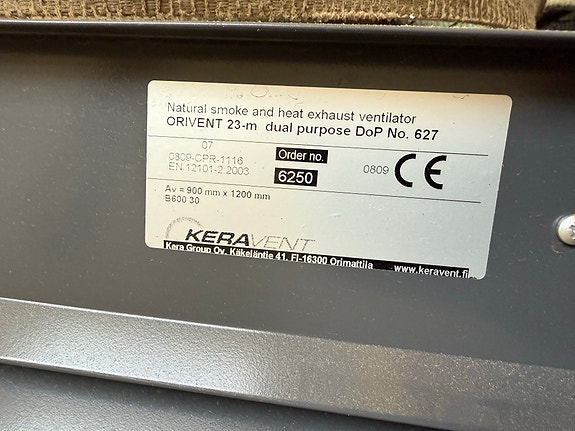 Natural smoke and heat exhaust ventilator
ORIVENT 23-m dual purpose DoP No. 627
07
0809-CPR-1116
EN 12101-2:2003
Order no.
6250
0809 CE
Av = 900 mm x 1200 mm
B600 30
KERAVENT
Kera Group Oy, Käkeläntie 41, FI-16300 Orimattila www.keravent.fi